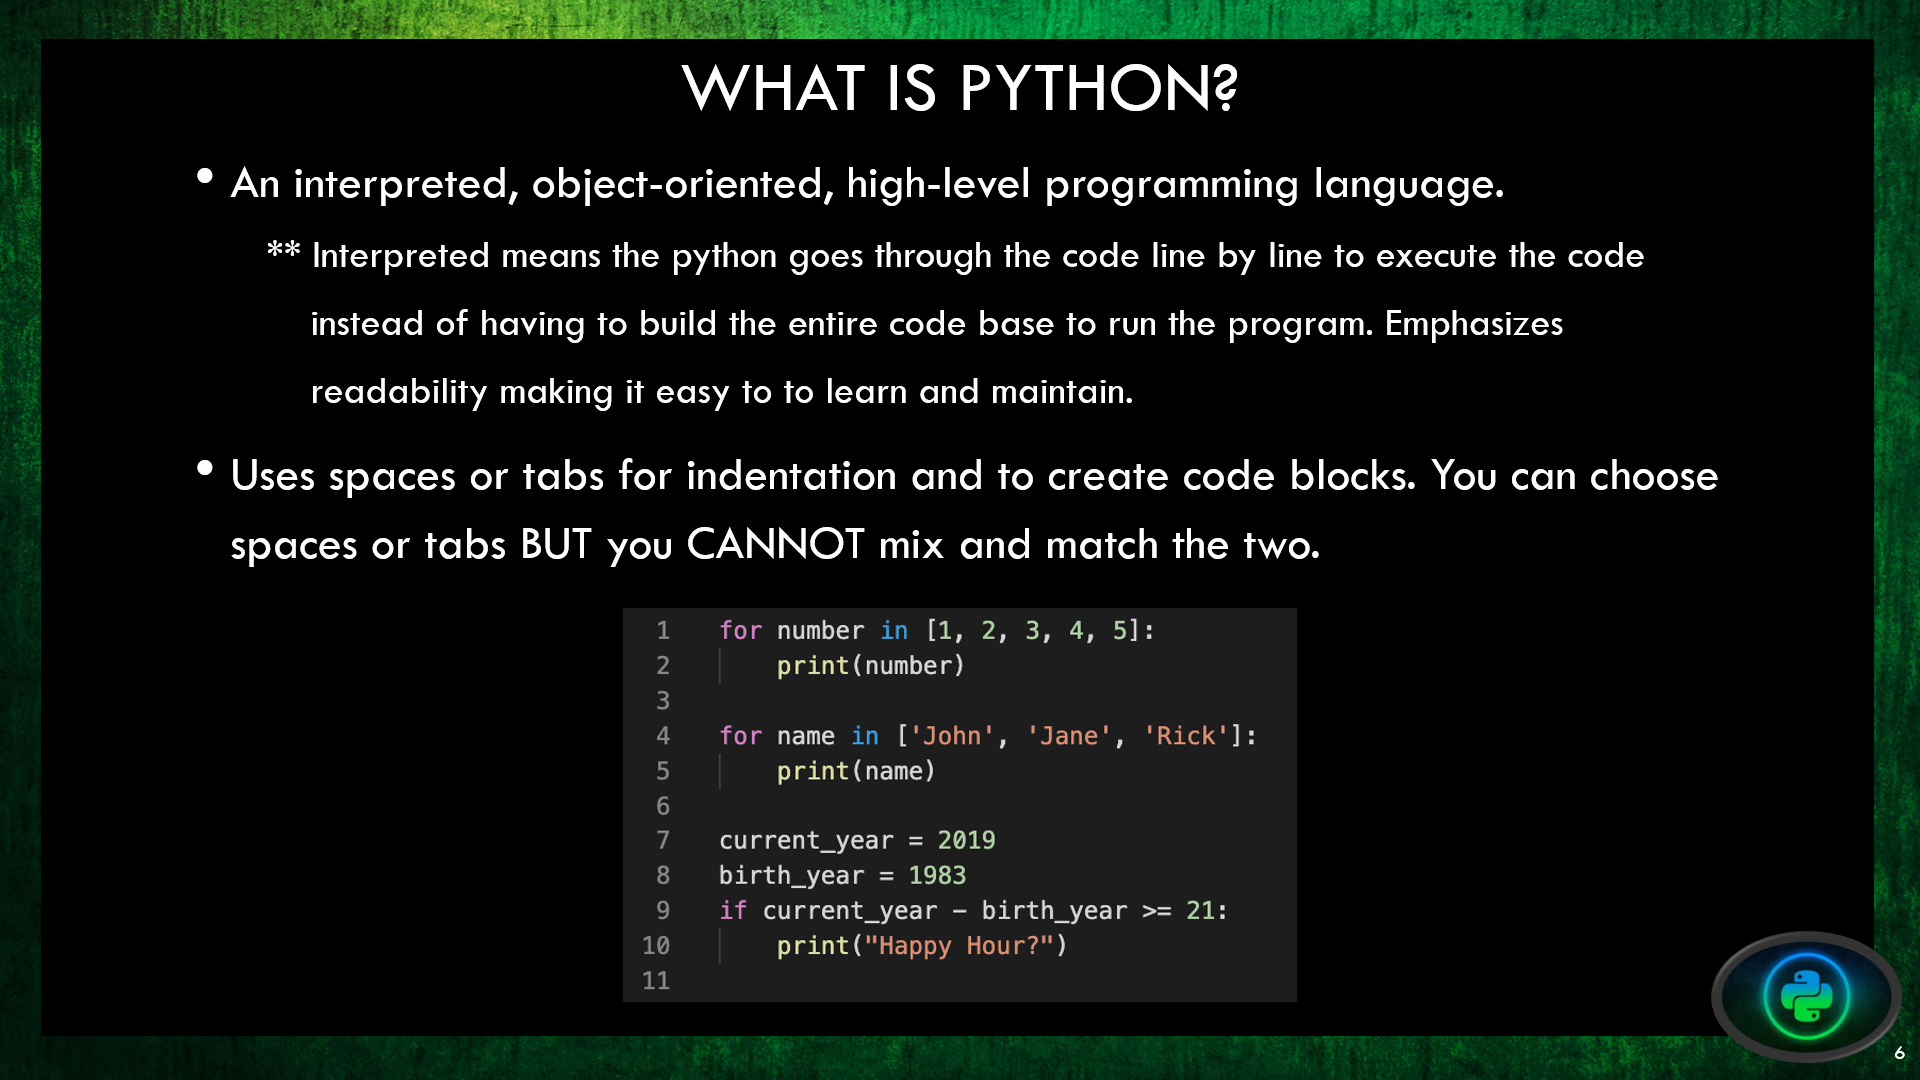 WHAT IS PYTHON?
• An interpreted, object-oriented, high-level programming language.
** Interpreted means the python goes through the code line by line to execute the code
instead of having to build the entire code base to run the program. Emphasizes
readability making it easy to to learn and maintain.
• Uses spaces or tabs for indentation and to create code blocks. You can choose
spaces or tabs BUT you CANNOT mix and match the two.
1 for number in [1, 2, 3, 4, 5]:
2     print(number)
3
4 for name in ['John', 'Jane', 'Rick']:
5     print(name)
6
7 current_year = 2019
8 birth_year = 1983
9 if current_year - birth_year >= 21:
10     print("Happy Hour?")
11
6